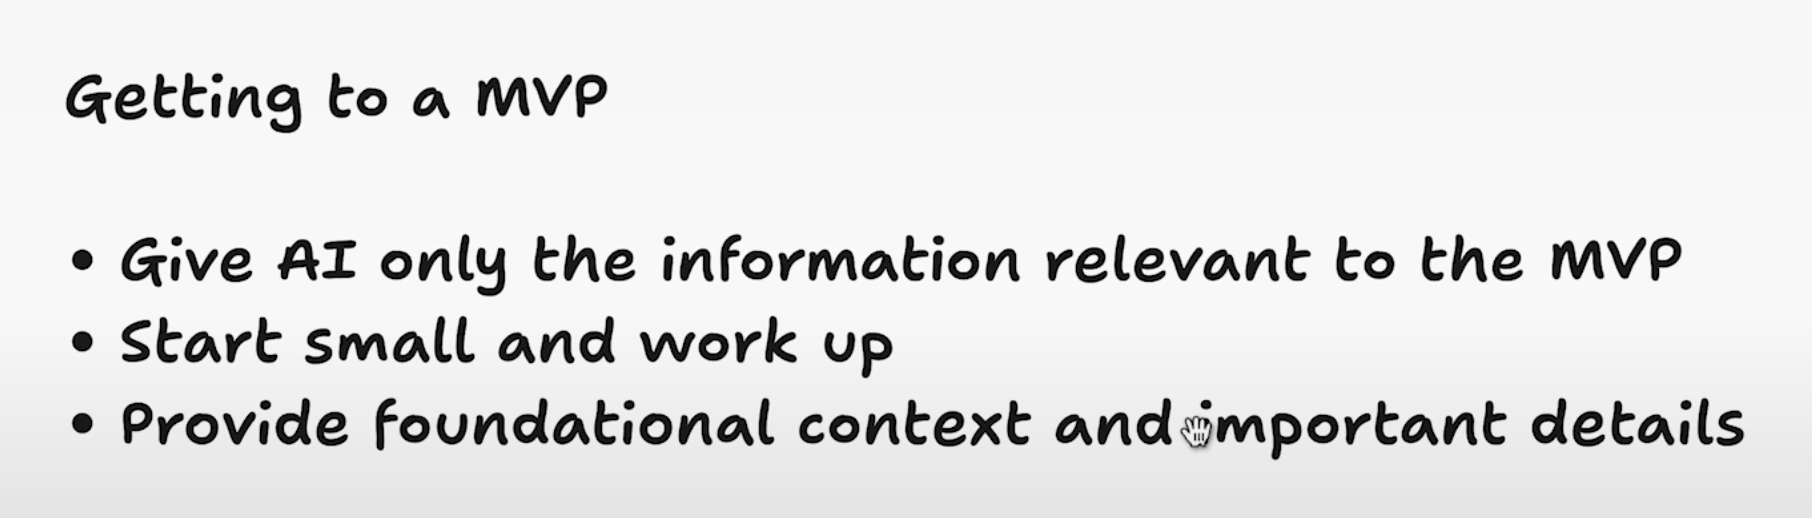 Getting to a MVP
• Give AI only the information relevant to the MVP
• Start small and work up
• Provide foundational context and important details